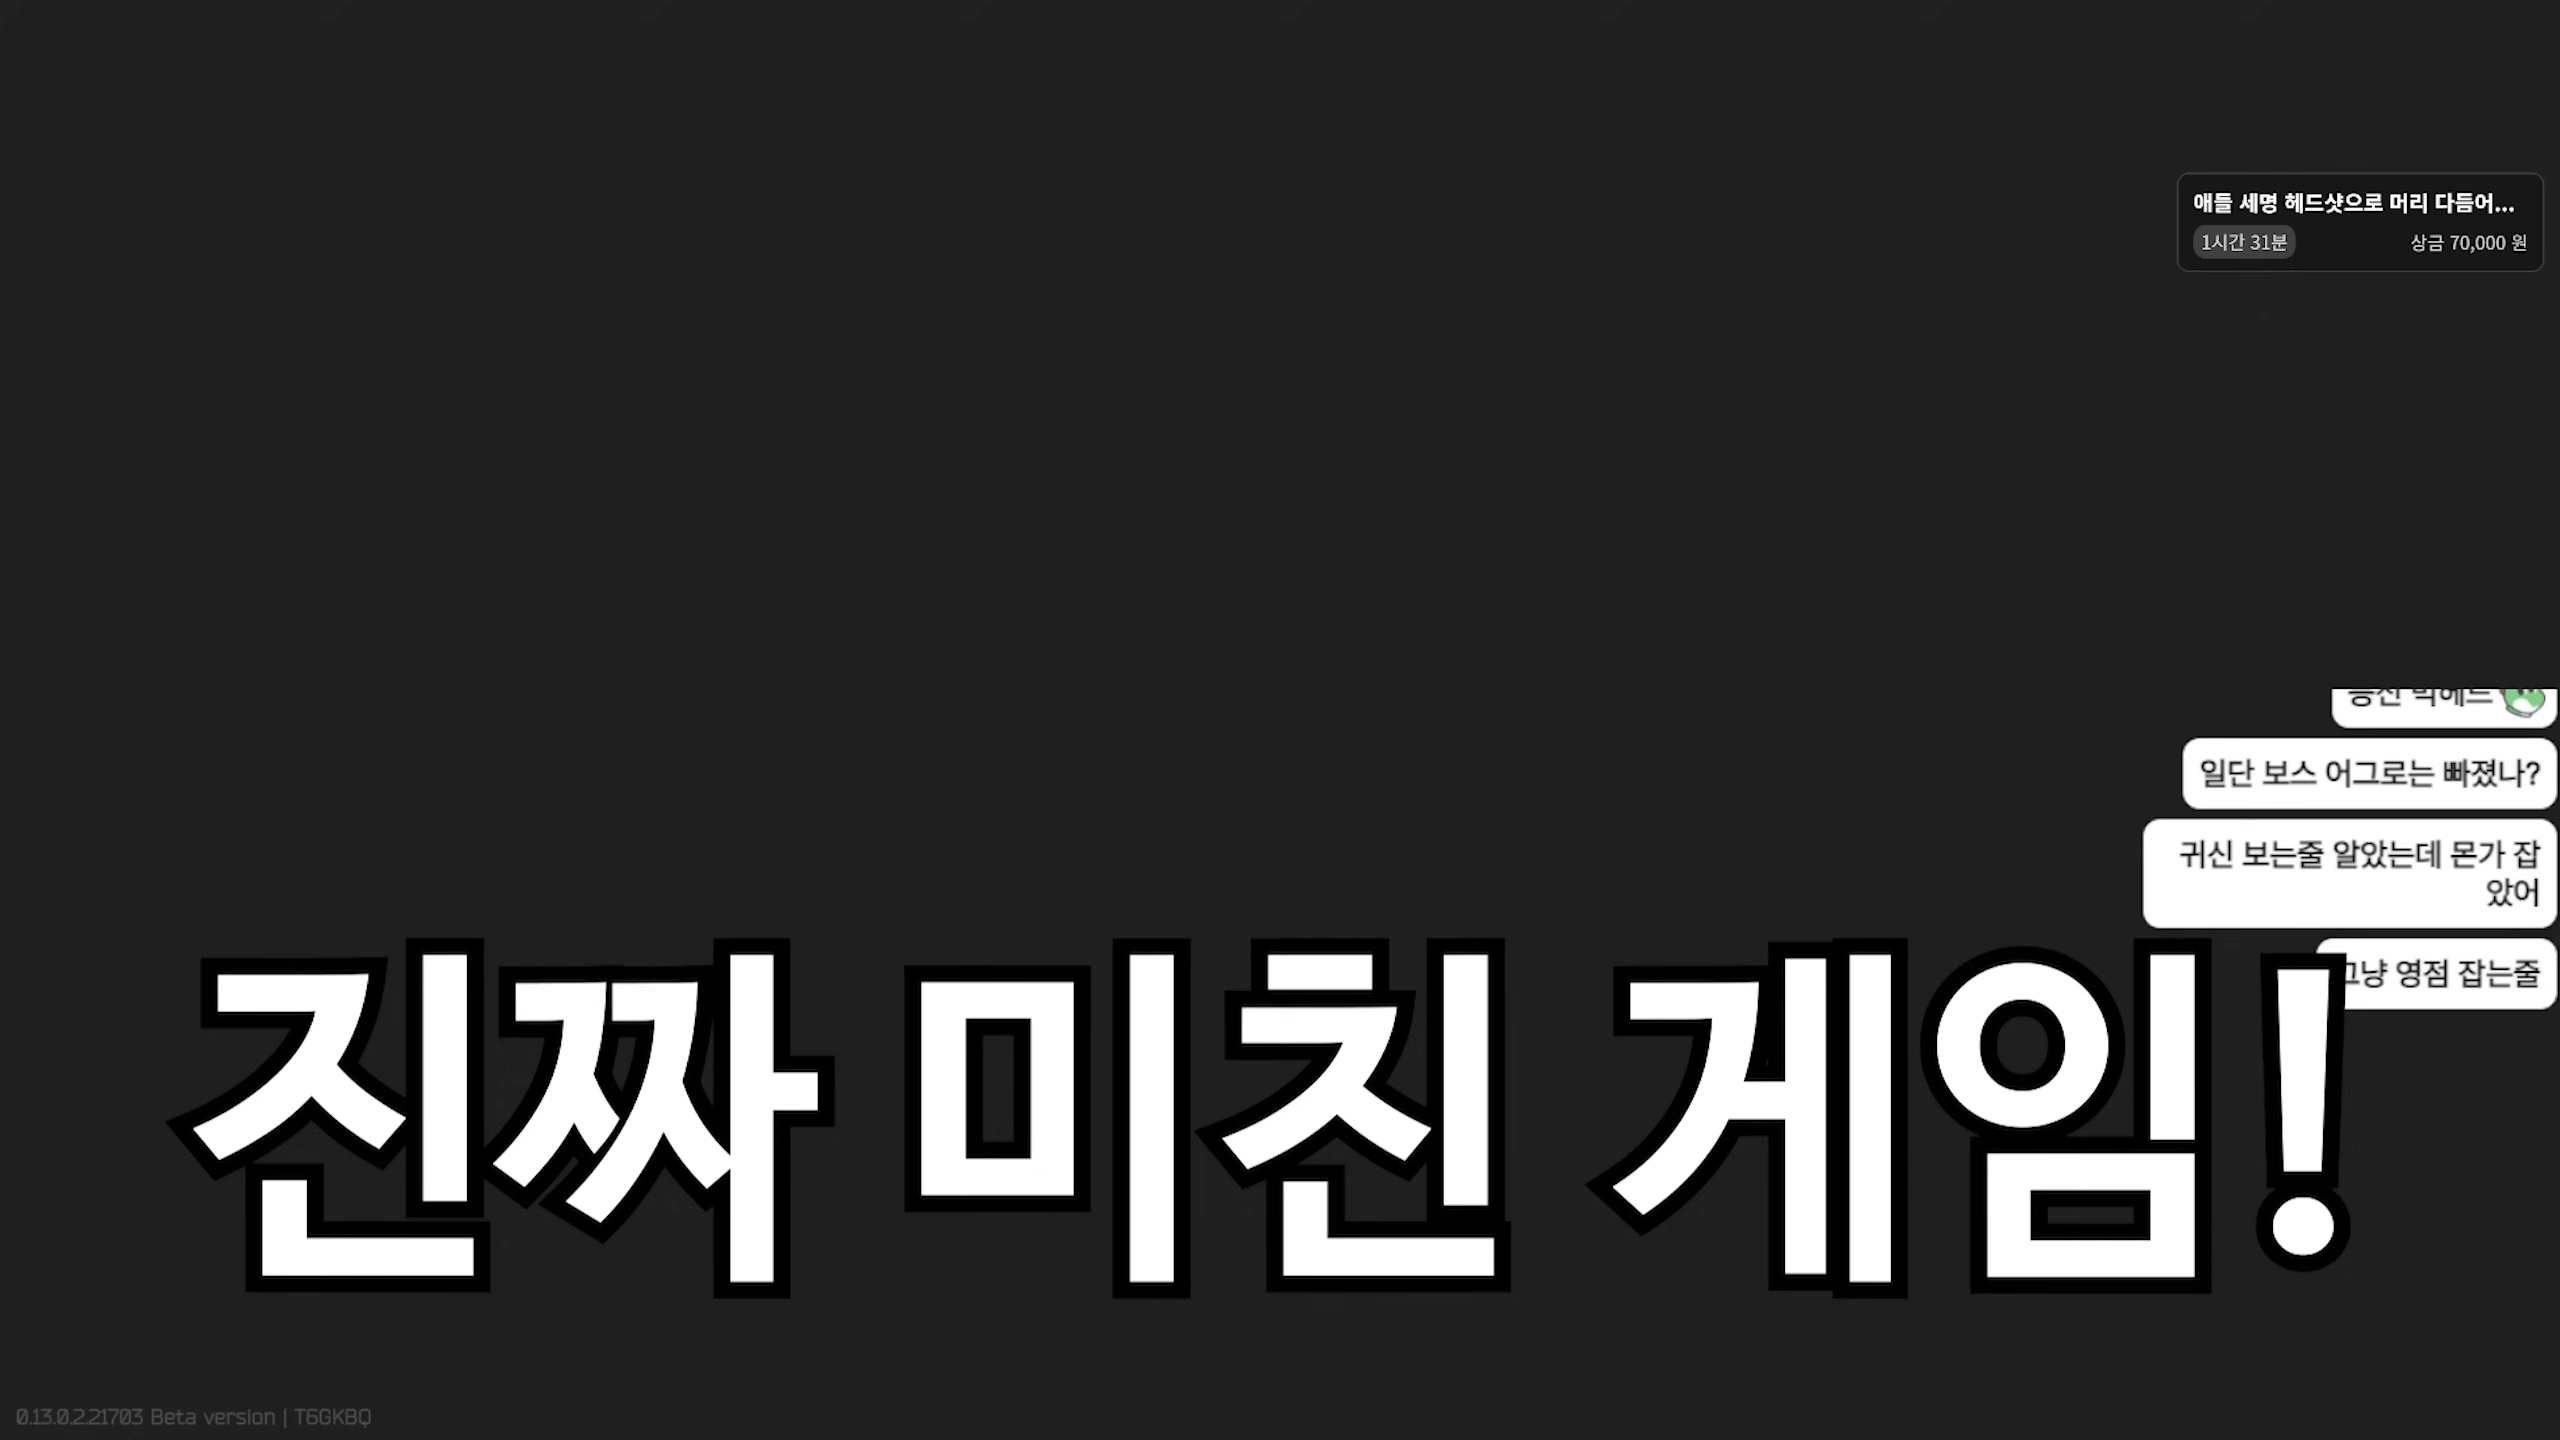 애들 세명 헤드샷으로 머리 다듬어...
1시간 31분
상금 70,000 원
일단 보스 어그로는 빠졌나?
귀신 보는줄 알았는데 몬가 잡
았어
그냥 영점 잡는줄
진짜 미친 게임!
0.13.0.2.21703 Beta version | T6GKBQ